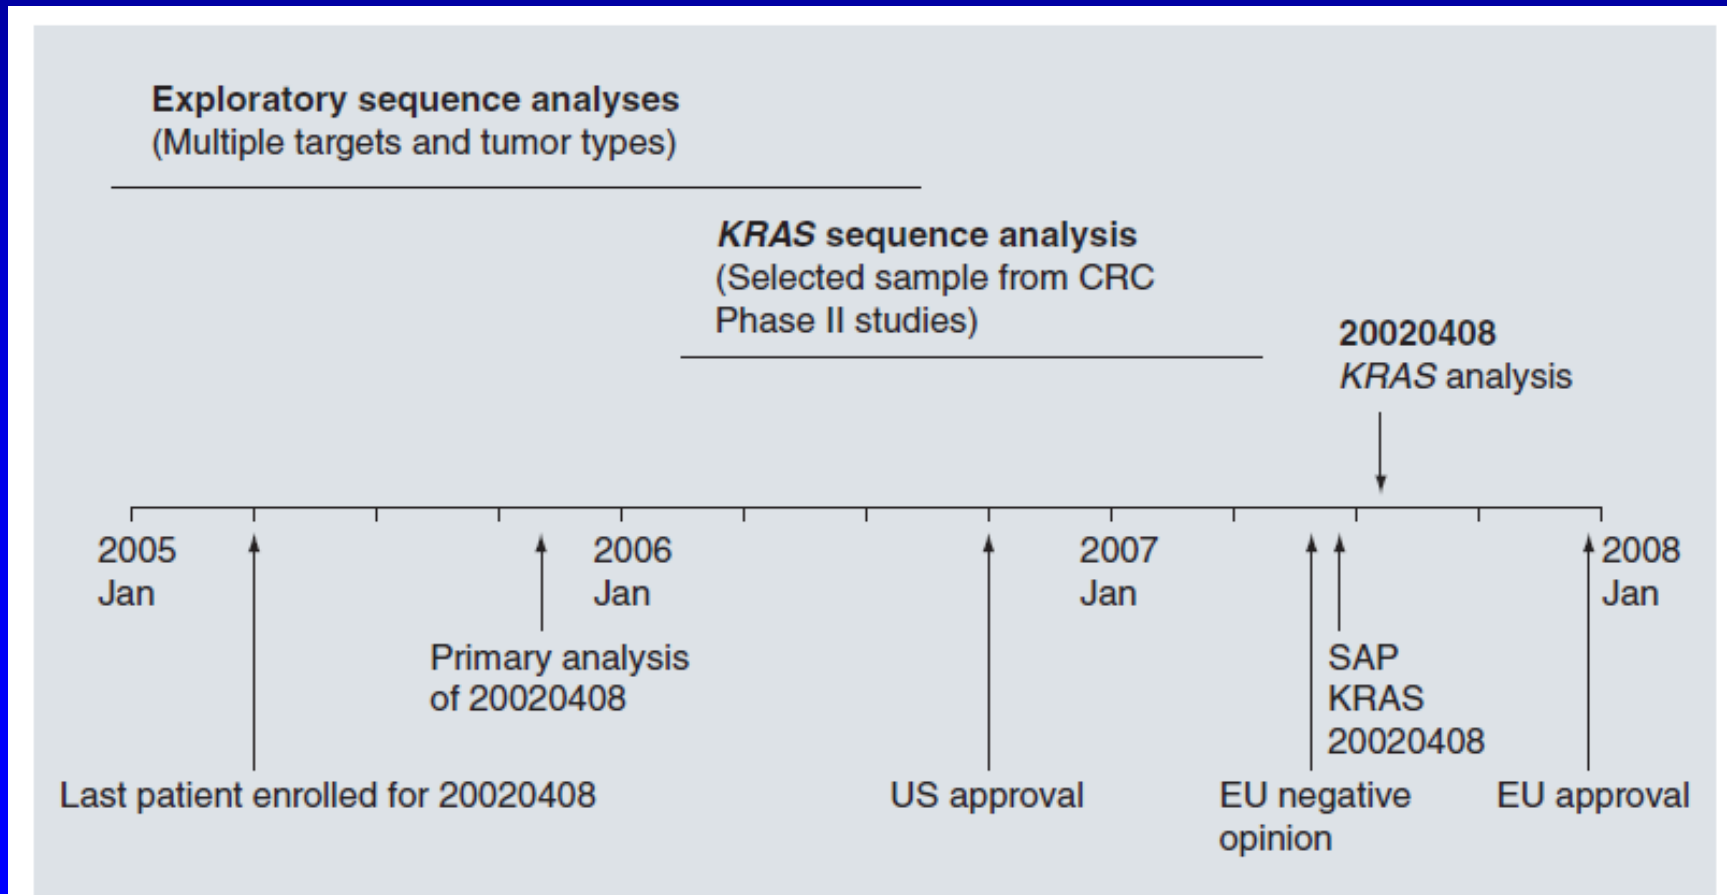 Exploratory sequence analyses
(Multiple targets and tumor types)
KRAS sequence analysis
(Selected sample from CRC
Phase II studies)
20020408
KRAS analysis
2005
Jan
2006
Jan
2007
Jan
2008
Jan
Primary analysis
of 20020408
SAP
KRAS
20020408
Last patient enrolled for 20020408
US approval
EU negative
opinion
EU approval